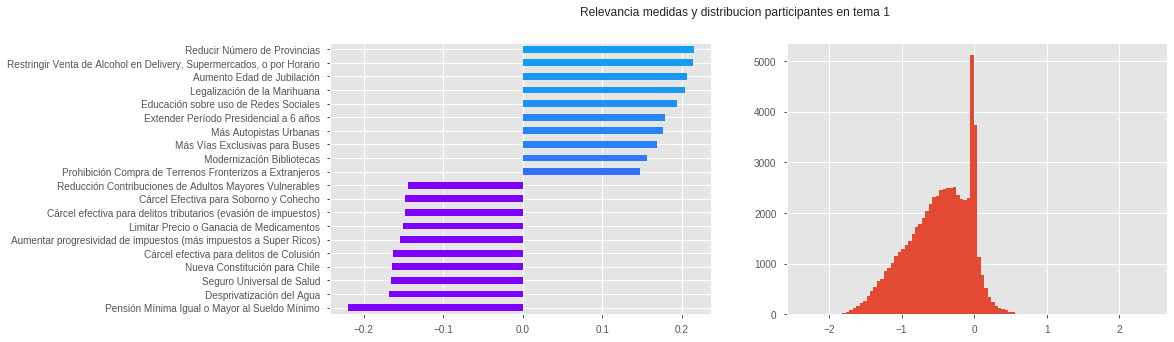 Relevancia medidas y distribucion participantes en tema 1
Reducir Número de Provincias
Restringir Venta de Alcohol en Delivery, Supermercados, o por Horario
Aumento Edad de Jubilación
Legalización de la Marihuana
Educación sobre uso de Redes Sociales
Extender Período Presidencial a 6 años
Más Autopistas Urbanas
Más Vías Exclusivas para Buses
Modernización Bibliotecas
Prohibición Compra de Terrenos Fronterizos a Extranjeros
Reducción Contribuciones de Adultos Mayores Vulnerables
Cárcel Efectiva para Soborno y Cohecho
Cárcel efectiva para delitos tributarios (evasión de impuestos)
Limitar Precio o Ganacia de Medicamentos
Aumentar progresividad de impuestos (más impuestos a Super Ricos)
Cárcel efectiva para delitos de Colusión
Nueva Constitución para Chile
Seguro Universal de Salud
Desprivatización del Agua
Pensión Mínima Igual o Mayor al Sueldo Mínimo
−0.2 −0.1 0.0 0.1 0.2
5000
4000
3000
2000
1000
0
−2 −1 0 1 2